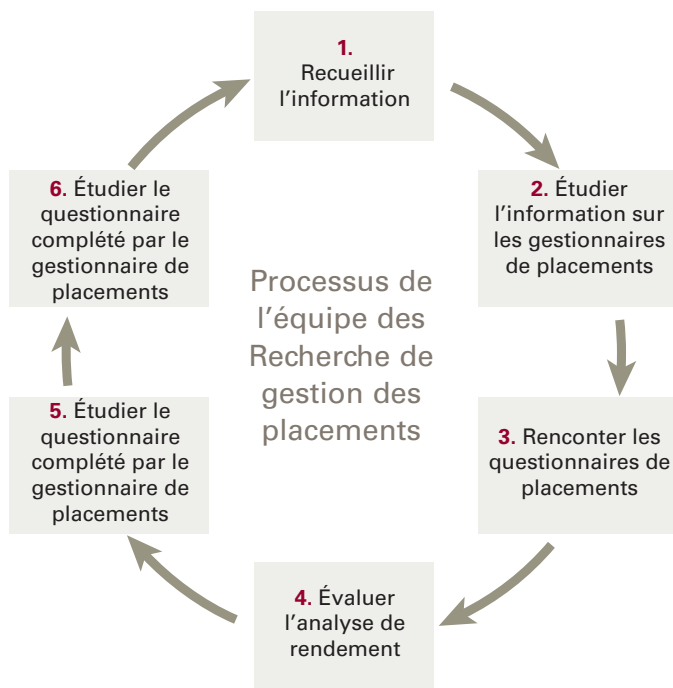 1.
Recueillir
l'information
2. Étudier
l'information sur
les gestionnaires
de placements
3. Renconter les
questionnaires de
placements
4. Évaluer
l'analyse de
rendement
5. Étudier le
questionnaire
complété par le
gestionnaire de
placements
6. Étudier le
questionnaire
complété par le
gestionnaire de
placements
Processus de
l'équipe des
Recherche de
gestion des
placements